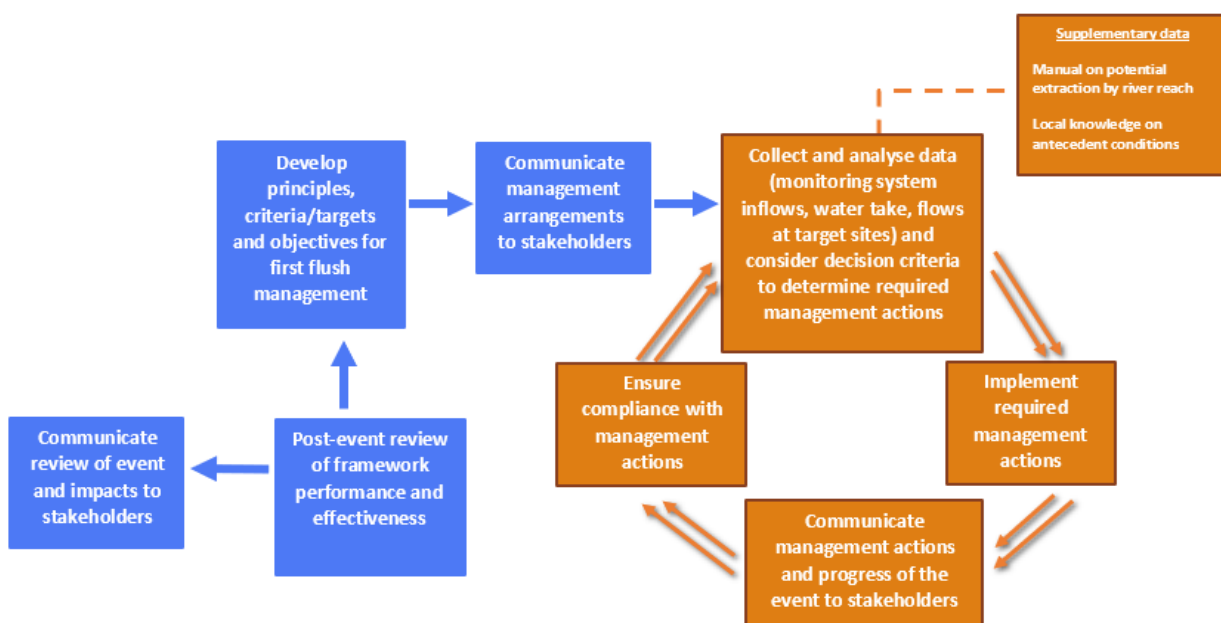 Supplementary data
Manual on potential
extraction by river reach
Local knowledge on
antecedent conditions
Develop
principles,
criteria/targets
and objectives for
first flush
management
Communicate
management
arrangements
to stakeholders
Collect and analyse data
(monitoring system
inflows, water take, flows
at target sites) and
consider decision criteria
to determine required
management actions
Ensure
compliance with
management
actions
Implement
required
management
actions
Communicate
review of event
and impacts to
stakeholders
Post-event review
of framework
performance and
effectiveness
Communicate
management actions
and progress of the
event to stakeholders